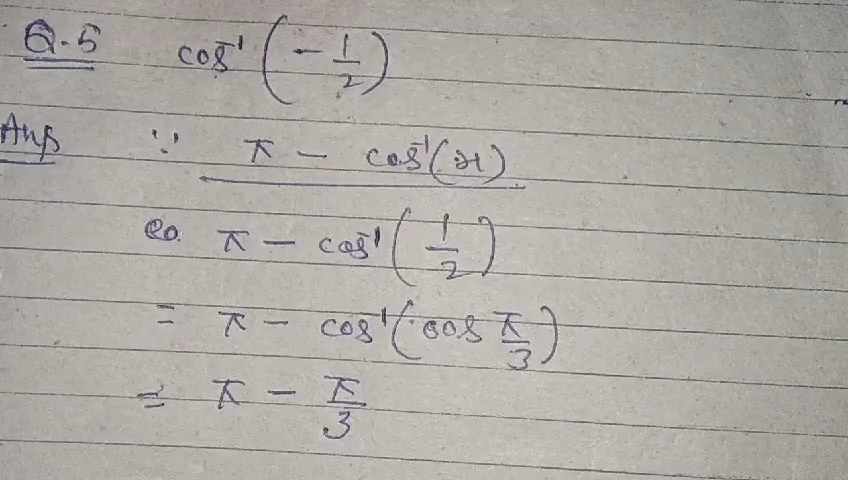 Q.5 cos⁻¹(-1/2)
Ans ∵ π - cos⁻¹(x)
so. π - cos⁻¹(1/2)
= π - cos⁻¹(cos π/3)
= π - π/3